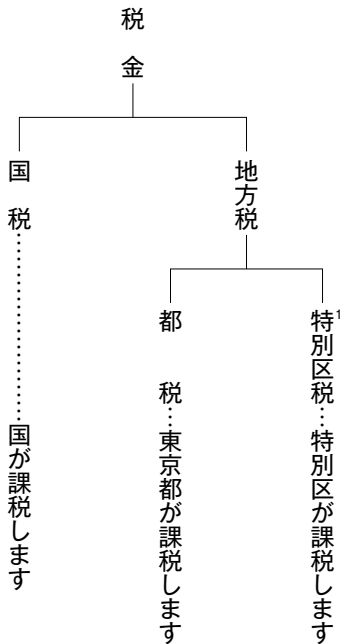 税　金
国　税……………………国が課税します
地方税
都　　税…東京都が課税します
特別区税…特別区が課税します
1